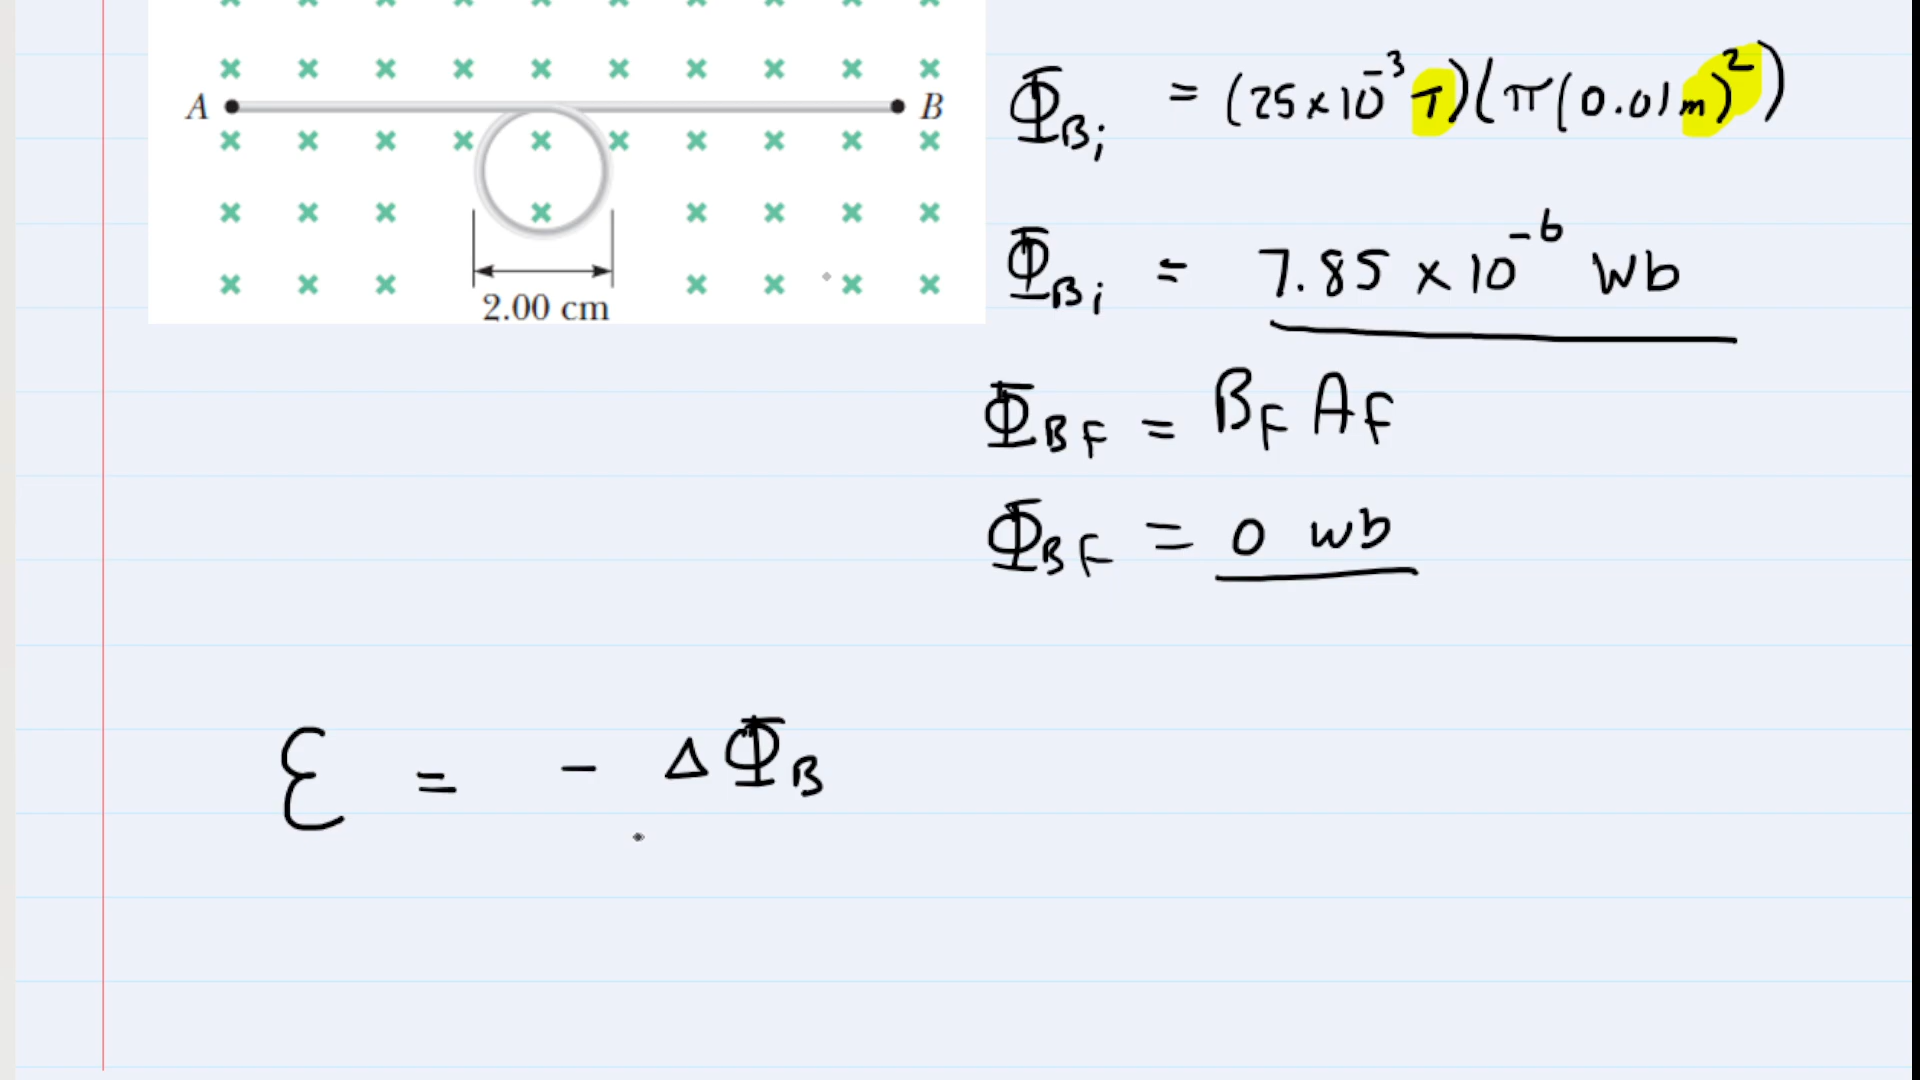 A B
2.00 cm
Φ_Bi = (25 × 10⁻³ T)(π(0.01m)²)
Φ_Bi = 7.85 × 10⁻⁶ Wb
Φ_BF = B_F A_F
Φ_BF = 0 wb
ℰ = - ΔΦ_B